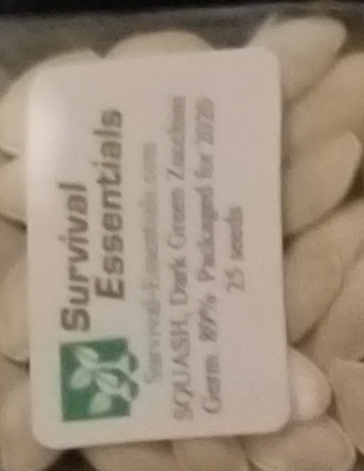 Survival
Essentials
Survival-Essentials.com
SQUASH, Dark Green Zucchini
Germ 89% Packaged for 2020
25 seeds